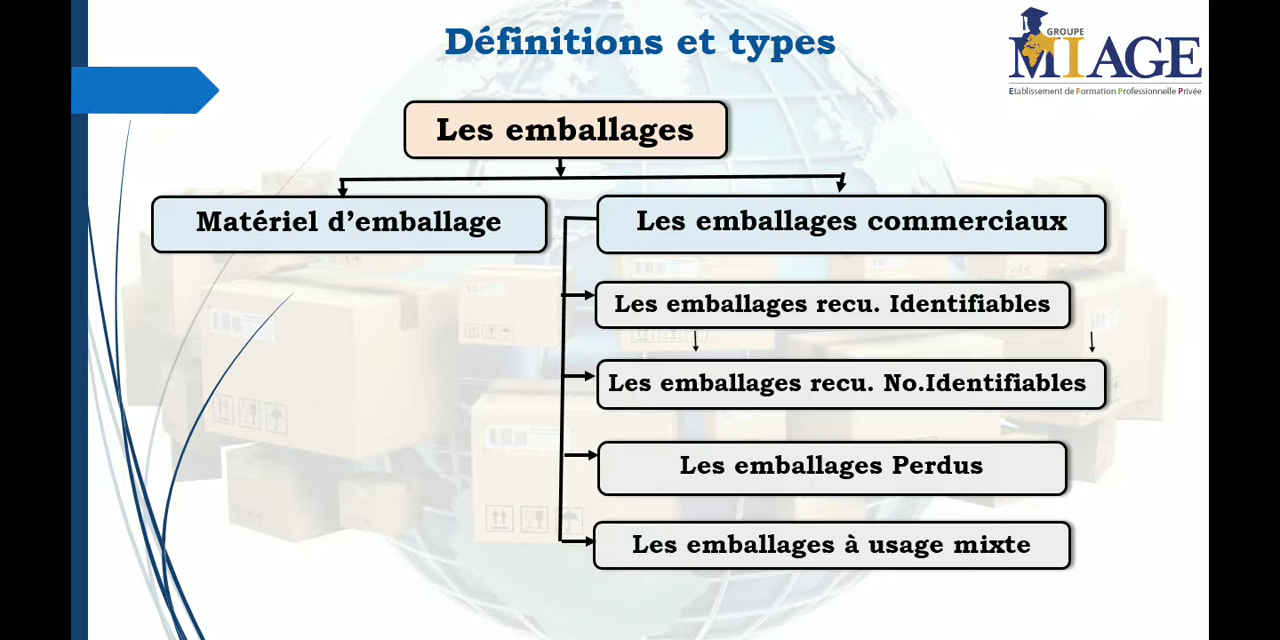 Définitions et types
GROUPE
MIAGE
Etablissement de Formation Professionnelle Privée
Les emballages
Matériel d’emballage
Les emballages commerciaux
Les emballages recu. Identifiables
Les emballages recu. No.Identifiables
Les emballages Perdus
Les emballages à usage mixte